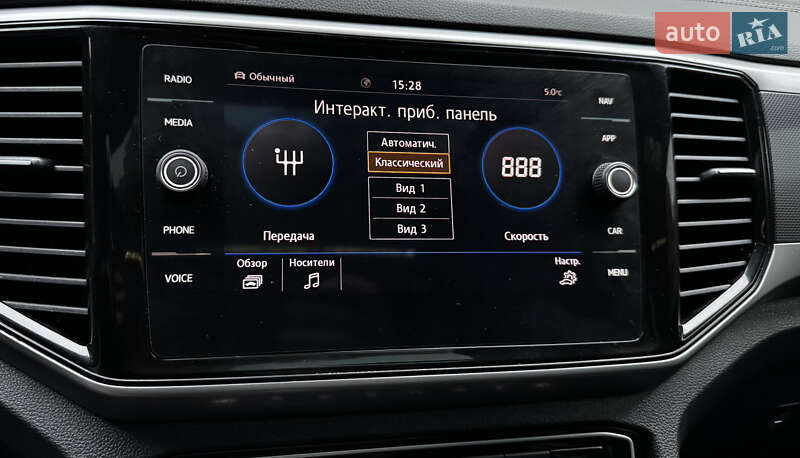 auto RIA
.com
RADIO
MEDIA
PHONE
VOICE
NAV
APP
CAR
MENU
Обычный
15:28
5.0°C
Интеракт. приб. панель
Автоматич.
Классический
Вид 1
Вид 2
Вид 3
888
Передача
Скорость
Обзор
Носители
Настр.